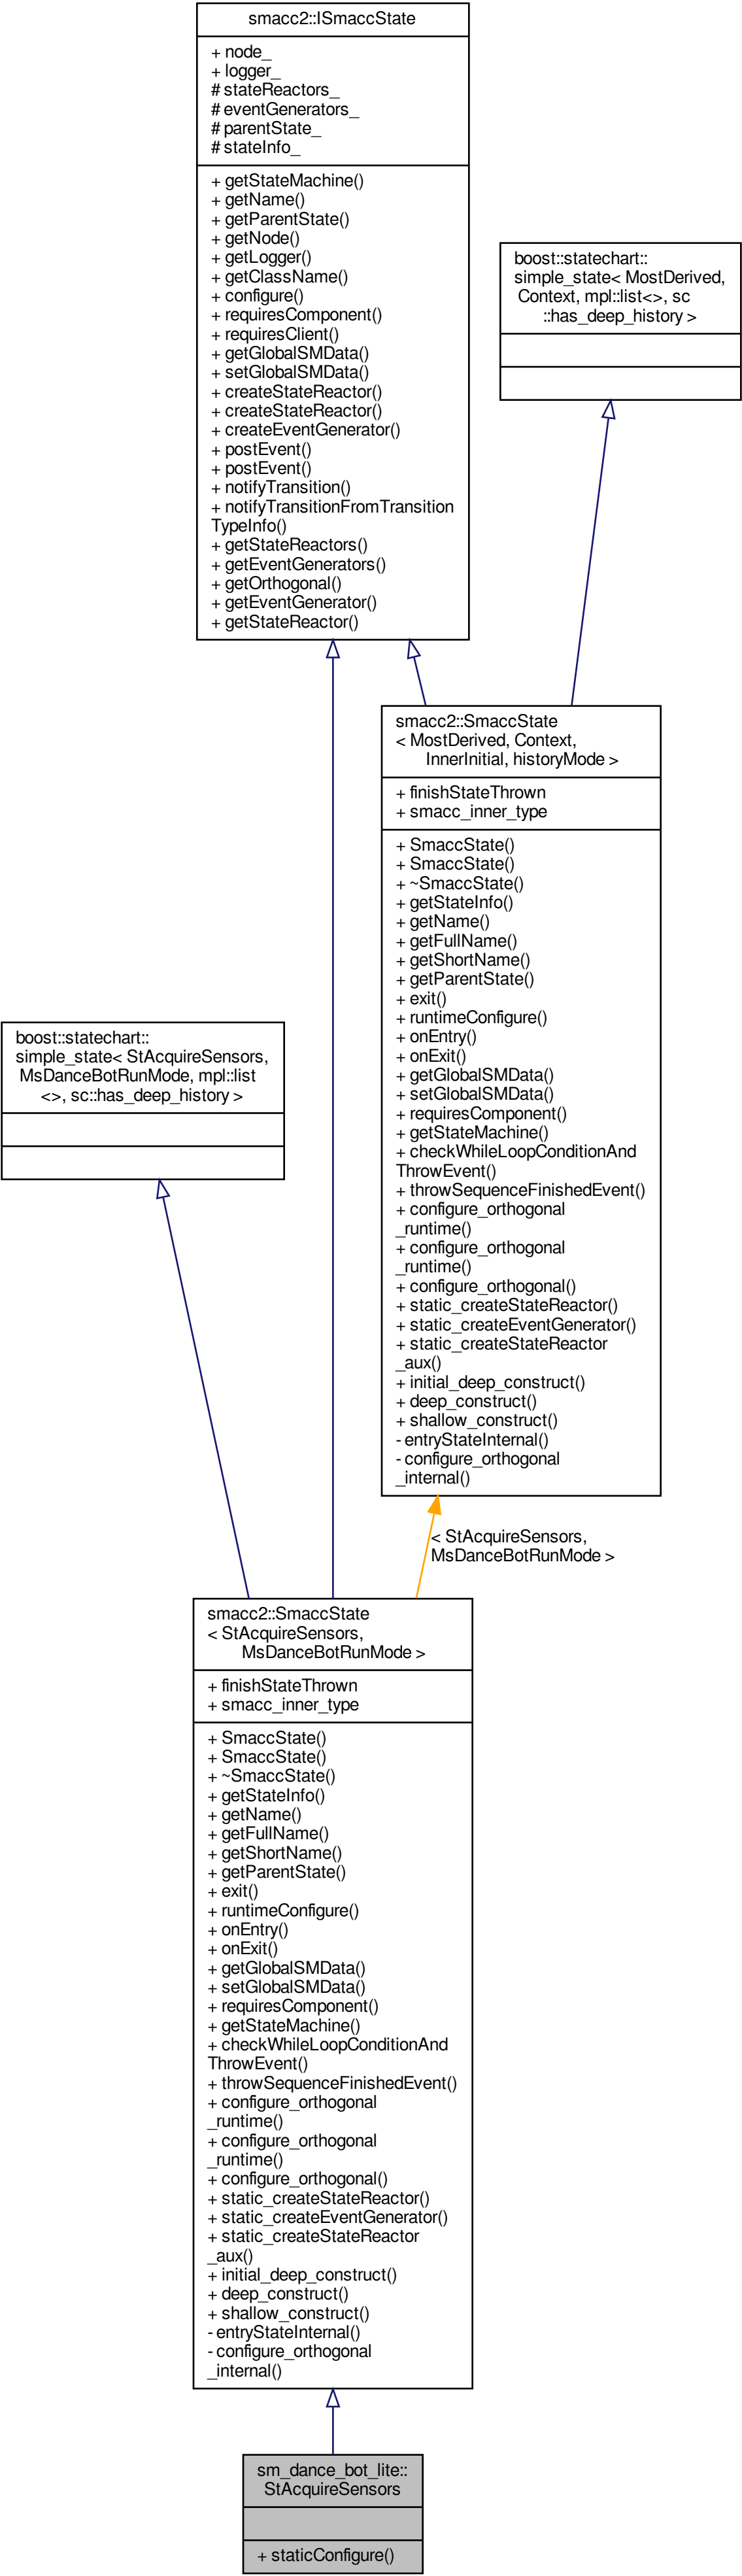 smacc2::ISmaccState
+ node_
+ logger_
# stateReactors_
# eventGenerators_
# parentState_
# stateInfo_
+ getStateMachine()
+ getName()
+ getParentState()
+ getNode()
+ getLogger()
+ getClassName()
+ configure()
+ requiresComponent()
+ requiresClient()
+ getGlobalSMData()
+ setGlobalSMData()
+ createStateReactor()
+ createStateReactor()
+ createEventGenerator()
+ postEvent()
+ postEvent()
+ notifyTransition()
+ notifyTransitionFromTransition
TypeInfo()
+ getStateReactors()
+ getEventGenerators()
+ getOrthogonal()
+ getEventGenerator()
+ getStateReactor()
boost::statechart::
simple_state< MostDerived,
Context, mpl::list<>, sc
::has_deep_history >
smacc2::SmaccState
< MostDerived, Context,
InnerInitial, historyMode >
+ finishStateThrown
+ smacc_inner_type
+ SmaccState()
+ SmaccState()
+ ~SmaccState()
+ getStateInfo()
+ getName()
+ getFullName()
+ getShortName()
+ getParentState()
+ exit()
+ runtimeConfigure()
+ onEntry()
+ onExit()
+ getGlobalSMData()
+ setGlobalSMData()
+ requiresComponent()
+ getStateMachine()
+ checkWhileLoopConditionAnd
ThrowEvent()
+ throwSequenceFinishedEvent()
+ configure_orthogonal
_runtime()
+ configure_orthogonal
_runtime()
+ configure_orthogonal()
+ static_createStateReactor()
+ static_createEventGenerator()
+ static_createStateReactor
_aux()
+ initial_deep_construct()
+ deep_construct()
+ shallow_construct()
- entryStateInternal()
- configure_orthogonal
_internal()
boost::statechart::
simple_state< StAcquireSensors,
MsDanceBotRunMode, mpl::list
<>, sc::has_deep_history >
< StAcquireSensors,
MsDanceBotRunMode >
smacc2::SmaccState
< StAcquireSensors,
MsDanceBotRunMode >
+ finishStateThrown
+ smacc_inner_type
+ SmaccState()
+ SmaccState()
+ ~SmaccState()
+ getStateInfo()
+ getName()
+ getFullName()
+ getShortName()
+ getParentState()
+ exit()
+ runtimeConfigure()
+ onEntry()
+ onExit()
+ getGlobalSMData()
+ setGlobalSMData()
+ requiresComponent()
+ getStateMachine()
+ checkWhileLoopConditionAnd
ThrowEvent()
+ throwSequenceFinishedEvent()
+ configure_orthogonal
_runtime()
+ configure_orthogonal
_runtime()
+ configure_orthogonal()
+ static_createStateReactor()
+ static_createEventGenerator()
+ static_createStateReactor
_aux()
+ initial_deep_construct()
+ deep_construct()
+ shallow_construct()
- entryStateInternal()
- configure_orthogonal
_internal()
sm_dance_bot_lite::
StAcquireSensors
+ staticConfigure()